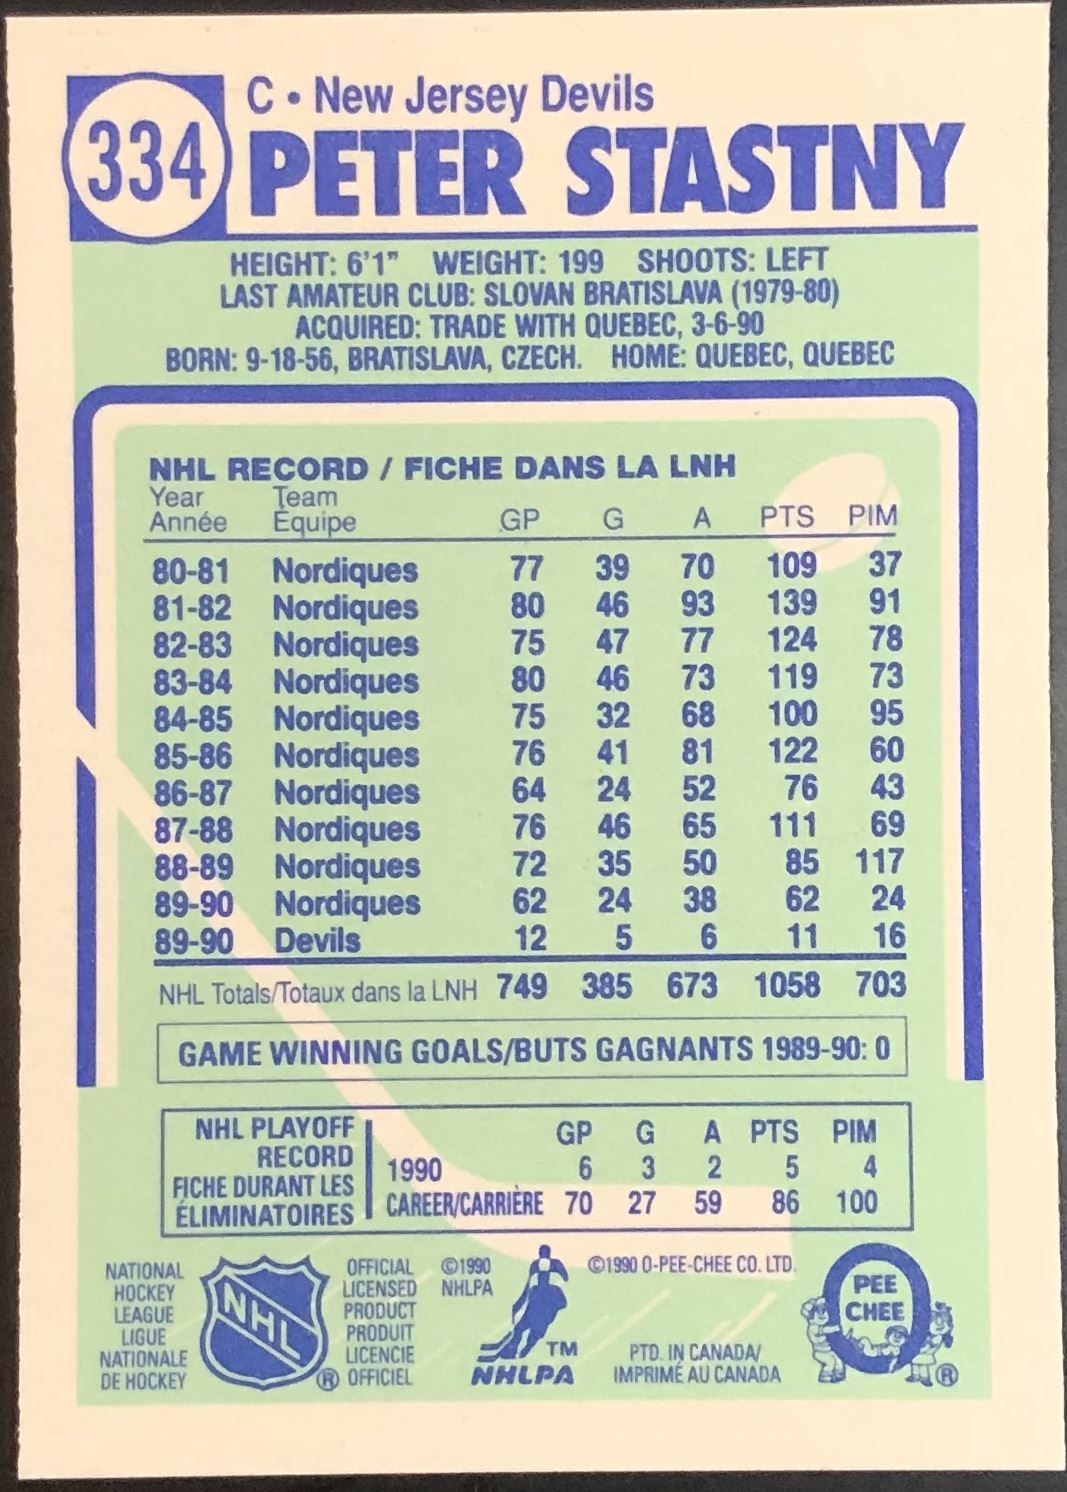 334
C • New Jersey Devils
PETER STASTNY
HEIGHT: 6'1" WEIGHT: 199 SHOOTS: LEFT
LAST AMATEUR CLUB: SLOVAN BRATISLAVA (1979-80)
ACQUIRED: TRADE WITH QUEBEC, 3-6-90
BORN: 9-18-56, BRATISLAVA, CZECH. HOME: QUEBEC, QUEBEC
NHL RECORD / FICHE DANS LA LNH
Year Team
Année Équipe GP G A PTS PIM
80-81 Nordiques 77 39 70 109 37
81-82 Nordiques 80 46 93 139 91
82-83 Nordiques 75 47 77 124 78
83-84 Nordiques 80 46 73 119 73
84-85 Nordiques 75 32 68 100 95
85-86 Nordiques 76 41 81 122 60
86-87 Nordiques 64 24 52 76 43
87-88 Nordiques 76 46 65 111 69
88-89 Nordiques 72 35 50 85 117
89-90 Nordiques 62 24 38 62 24
89-90 Devils 12 5 6 11 16
NHL Totals/Totaux dans la LNH 749 385 673 1058 703
GAME WINNING GOALS/BUTS GAGNANTS 1989-90: 0
NHL PLAYOFF
RECORD
FICHE DURANT LES
ÉLIMINATOIRES
GP G A PTS PIM
1990 6 3 2 5 4
CAREER/CARRIÈRE 70 27 59 86 100
NATIONAL
HOCKEY
LEAGUE
LIGUE
NATIONALE
DE HOCKEY
NHL
®
OFFICIAL
LICENSED
PRODUCT
PRODUIT
LICENCIE
OFFICIEL
©1990
NHLPA
TM
NHLPA
©1990 O-PEE-CHEE CO. LTD.
PTD. IN CANADA/
IMPRIMÉ AU CANADA
O
PEE
CHEE
®